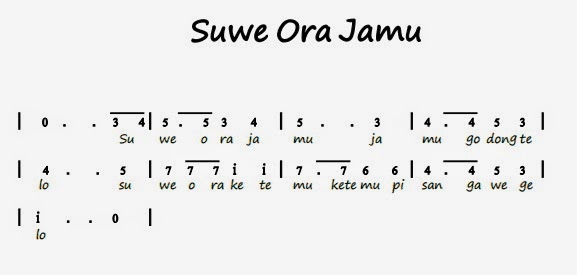 Suwe Ora Jamu
| 0 . . 3 4 | 5 . 5 3 4 | 5 . . 3 | 4 . 4 5 3 |
Su we o ra ja mu ja mu go dong te
| 4 . . 5 | 7 7 7 i i | 7 . 7 6 6 | 4 . 4 5 3 |
lo su we o ra ke te mu kete mu pi san ga we ge
| i . . 0 |
lo